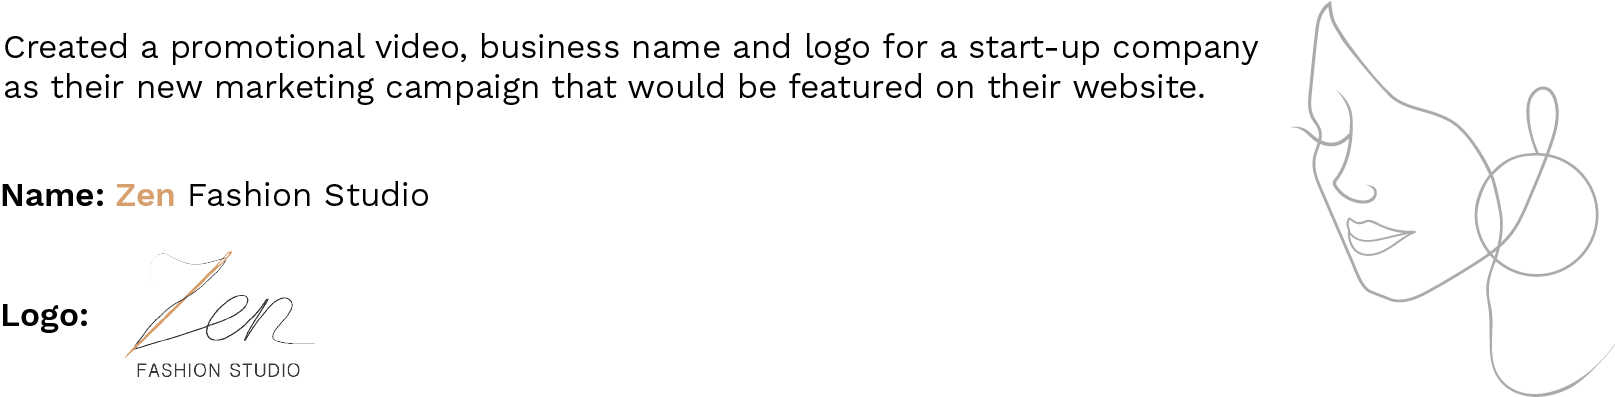 Created a promotional video, business name and logo for a start-up company
as their new marketing campaign that would be featured on their website.
Name: Zen Fashion Studio
Logo:
Zen
FASHION STUDIO